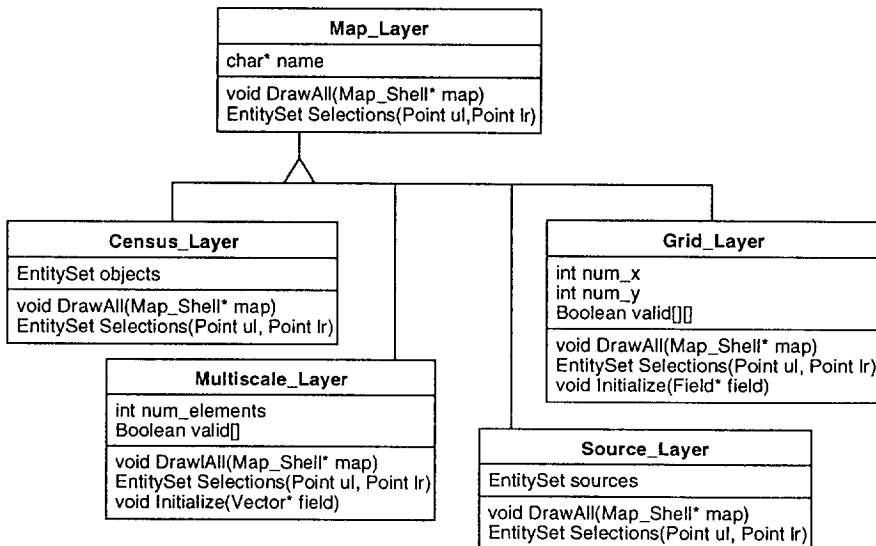 Map_Layer
char* name
void DrawAll(Map_Shell* map)
EntitySet Selections(Point ul,Point lr)
Census_Layer
EntitySet objects
void DrawAll(Map_Shell* map)
EntitySet Selections(Point ul, Point lr)
Grid_Layer
int num_x
int num_y
Boolean valid[][]
void DrawAll(Map_Shell* map)
EntitySet Selections(Point ul, Point lr)
void Initialize(Field* field)
Multiscale_Layer
int num_elements
Boolean valid[]
void DrawlAll(Map_Shell* map)
EntitySet Selections(Point ul, Point lr)
void Initialize(Vector* field)
Source_Layer
EntitySet sources
void DrawAll(Map_Shell* map)
EntitySet Selections(Point ul, Point lr)